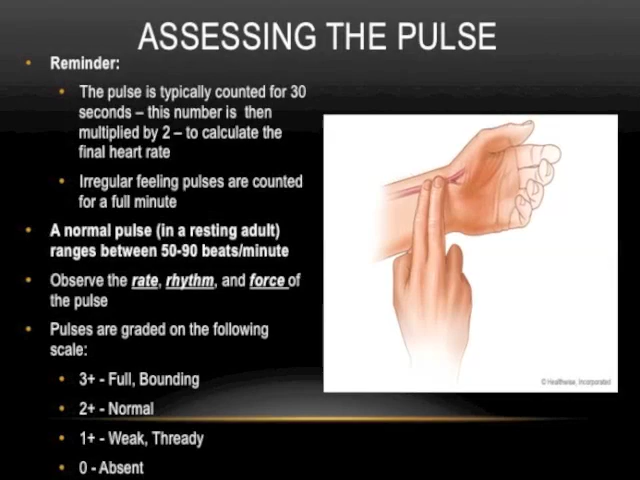 ASSESSING THE PULSE
Reminder:
The pulse is typically counted for 30
seconds – this number is then
multiplied by 2 – to calculate the
final heart rate
Irregular feeling pulses are counted
for a full minute
A normal pulse (in a resting adult)
ranges between 50-90 beats/minute
Observe the rate, rhythm, and force of
the pulse
Pulses are graded on the following
scale:
3+ - Full, Bounding
2+ - Normal
1+ - Weak, Thready
0 - Absent
© Healthwise, Incorporated